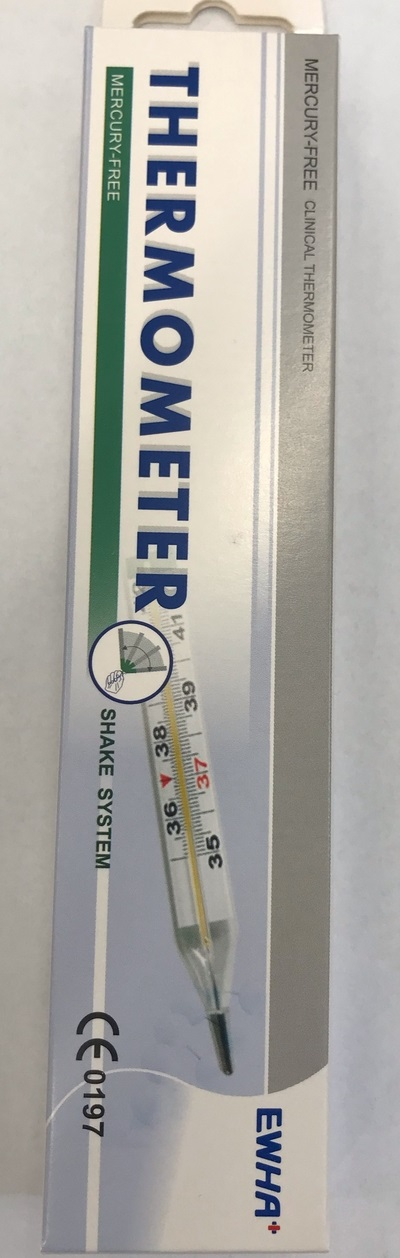 MERCURY-FREE CLINICAL THERMOMETER
THERMOMETER
MERCURY-FREE
SHAKE SYSTEM
41
39
38
37
36
35
CE 0197
EWHA+